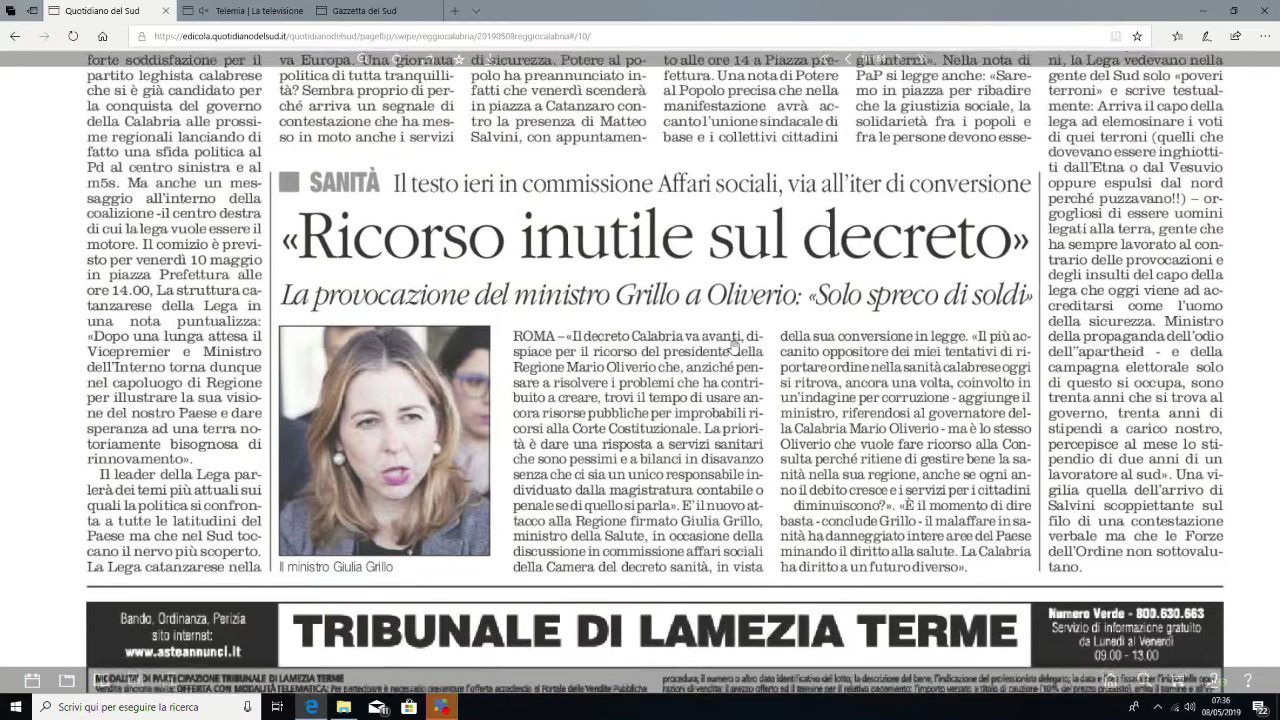 Quotidiano del Sud
Telemia | La televisione
Gazzetta del Sud
https://edicola.quotidianodelsud.it/quotidianodelsud/pageflip/swipe/reggiocalabria/20190508reggiocalabria#/10/
forte soddisfazione per il
partito leghista calabrese
che si è già candidato per
la conquista del governo
della Calabria alle prossi-
me regionali lanciando di
fatto una sfida politica al
Pd al centro sinistra e al
m5s. Ma anche un mes-
saggio all'interno della
coalizione -il centro destra
di cui la lega vuole essere il
motore. Il comizio è previ-
sto per venerdì 10 maggio
in piazza Prefettura alle
ore 14.00, La struttura ca-
tanzarese della Lega in
una nota puntualizza:
«Dopo una lunga attesa il
Vicepremier e Ministro
dell'Interno torna dunque
nel capoluogo di Regione
per illustrare la sua visio-
ne del nostro Paese e dare
speranza ad una terra no-
toriamente bisognosa di
rinnovamento».
Il leader della Lega par-
lerà dei temi più attuali sui
quali la politica si confron-
ta a tutte le latitudini del
Paese ma che nel Sud toc-
cano il nervo più scoperto.
La Lega catanzarese nella
va Europa. Una giornata
politica di tutta tranquilli-
tà? Sembra proprio di per-
ché arriva un segnale di
contestazione che ha mes-
so in moto anche i servizi
di sicurezza. Potere al po-
polo ha preannunciato in-
fatti che venerdì scenderà
in piazza a Catanzaro con-
tro la presenza di Matteo
Salvini, con appuntamen-
to alle ore 14 a Piazza pre-
fettura. Una nota di Potere
al Popolo precisa che nella
manifestazione avrà ac-
canto l'unione sindacale di
base e i collettivi cittadini
gli interni». Nella nota di
PaP si legge anche: «Sare-
mo in piazza per ribadire
che la giustizia sociale, la
solidarietà fra i popoli e
fra le persone devono esse-
SANITÀ Il testo ieri in commissione Affari sociali, via all'iter di conversione
«Ricorso inutile sul decreto»
La provocazione del ministro Grillo a Oliverio: «Solo spreco di soldi»
Il ministro Giulia Grillo
ROMA – «Il decreto Calabria va avanti, di-
spiace per il ricorso del presidente della
Regione Mario Oliverio che, anziché pen-
sare a risolvere i problemi che ha contri-
buito a creare, trovi il tempo di usare an-
cora risorse pubbliche per improbabili ri-
corsi alla Corte Costituzionale. La priori-
tà è dare una risposta a servizi sanitari
che sono pessimi e a bilanci in disavanzo
senza che ci sia un unico responsabile in-
dividuato dalla magistratura contabile o
penale se di quello si parla». E' il nuovo at-
tacco alla Regione firmato Giulia Grillo,
ministro della Salute, in occasione della
discussione in commissione affari sociali
della Camera del decreto sanità, in vista
della sua conversione in legge. «Il più ac-
canito oppositore dei miei tentativi di ri-
portare ordine nella sanità calabrese oggi
si ritrova, ancora una volta, coinvolto in
un'indagine per corruzione - aggiunge il
ministro, riferendosi al governatore del-
la Calabria Mario Oliverio - ma è lo stesso
Oliverio che vuole fare ricorso alla Con-
sulta perché ritiene di gestire bene la sa-
nità nella sua regione, anche se ogni an-
no il debito cresce e i servizi per i cittadini
diminuiscono?». «È il momento di dire
basta - conclude Grillo - il malaffare in sa-
nità ha danneggiato intere aree del Paese
minando il diritto alla salute. La Calabria
ha diritto a un futuro diverso».
ni, la Lega vedevano nella
gente del Sud solo «poveri
terroni» e scrive testual-
mente: Arriva il capo della
lega ad elemosinare i voti
di quei terroni (quelli che
dovevano essere inghiotti-
ti dall'Etna o dal Vesuvio
oppure espulsi dal nord
perché puzzavano!!) – or-
gogliosi di essere uomini
legati alla terra, gente che
ha sempre lavorato al con-
trario delle provocazioni e
degli insulti del capo della
lega che oggi viene ad ac-
creditarsi come l'uomo
della sicurezza. Ministro
della propaganda dell'odio
dell''apartheid - e della
campagna elettorale solo
di questo si occupa, sono
trenta anni che si trova al
governo, trenta anni di
stipendi a carico nostro,
percepisce al mese lo sti-
pendio di due anni di un
lavoratore al sud». Una vi-
gilia quella dell'arrivo di
Salvini scoppiettante sul
filo di una contestazione
verbale ma che le Forze
dell'Ordine non sottovalu-
tano.
Bando, Ordinanza, Perizia
sito internet:
www.asteannunci.it
TRIBUNALE DI LAMEZIA TERME
Numero Verde - 800.630.663
Servizio di informazione gratuito
da Lunedì a Venerdì
09.00 - 13.00
MODALITÀ DI PARTECIPAZIONE TRIBUNALE DI LAMEZIA TERME
Scrivi qui per eseguire la ricerca
07:36
08/05/2019